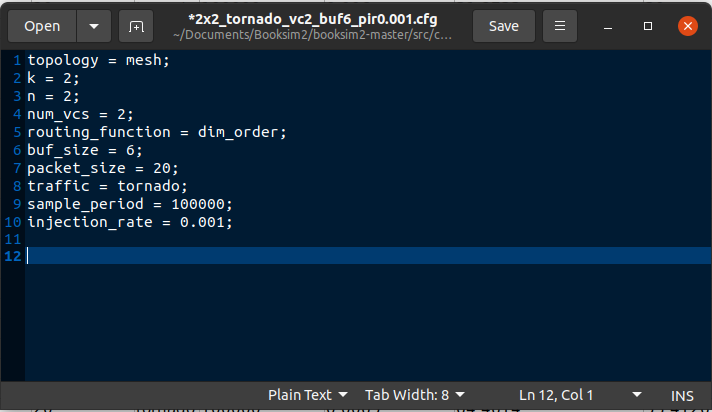 Open
*2x2_tornado_vc2_buf6_pir0.001.cfg
~/Documents/Booksim2/booksim2-master/src/c...
Save
1 topology = mesh;
2 k = 2;
3 n = 2;
4 num_vcs = 2;
5 routing_function = dim_order;
6 buf_size = 6;
7 packet_size = 20;
8 traffic = tornado;
9 sample_period = 100000;
10 injection_rate = 0.001;
11
12
Plain Text
Tab Width: 8
Ln 12, Col 1
INS